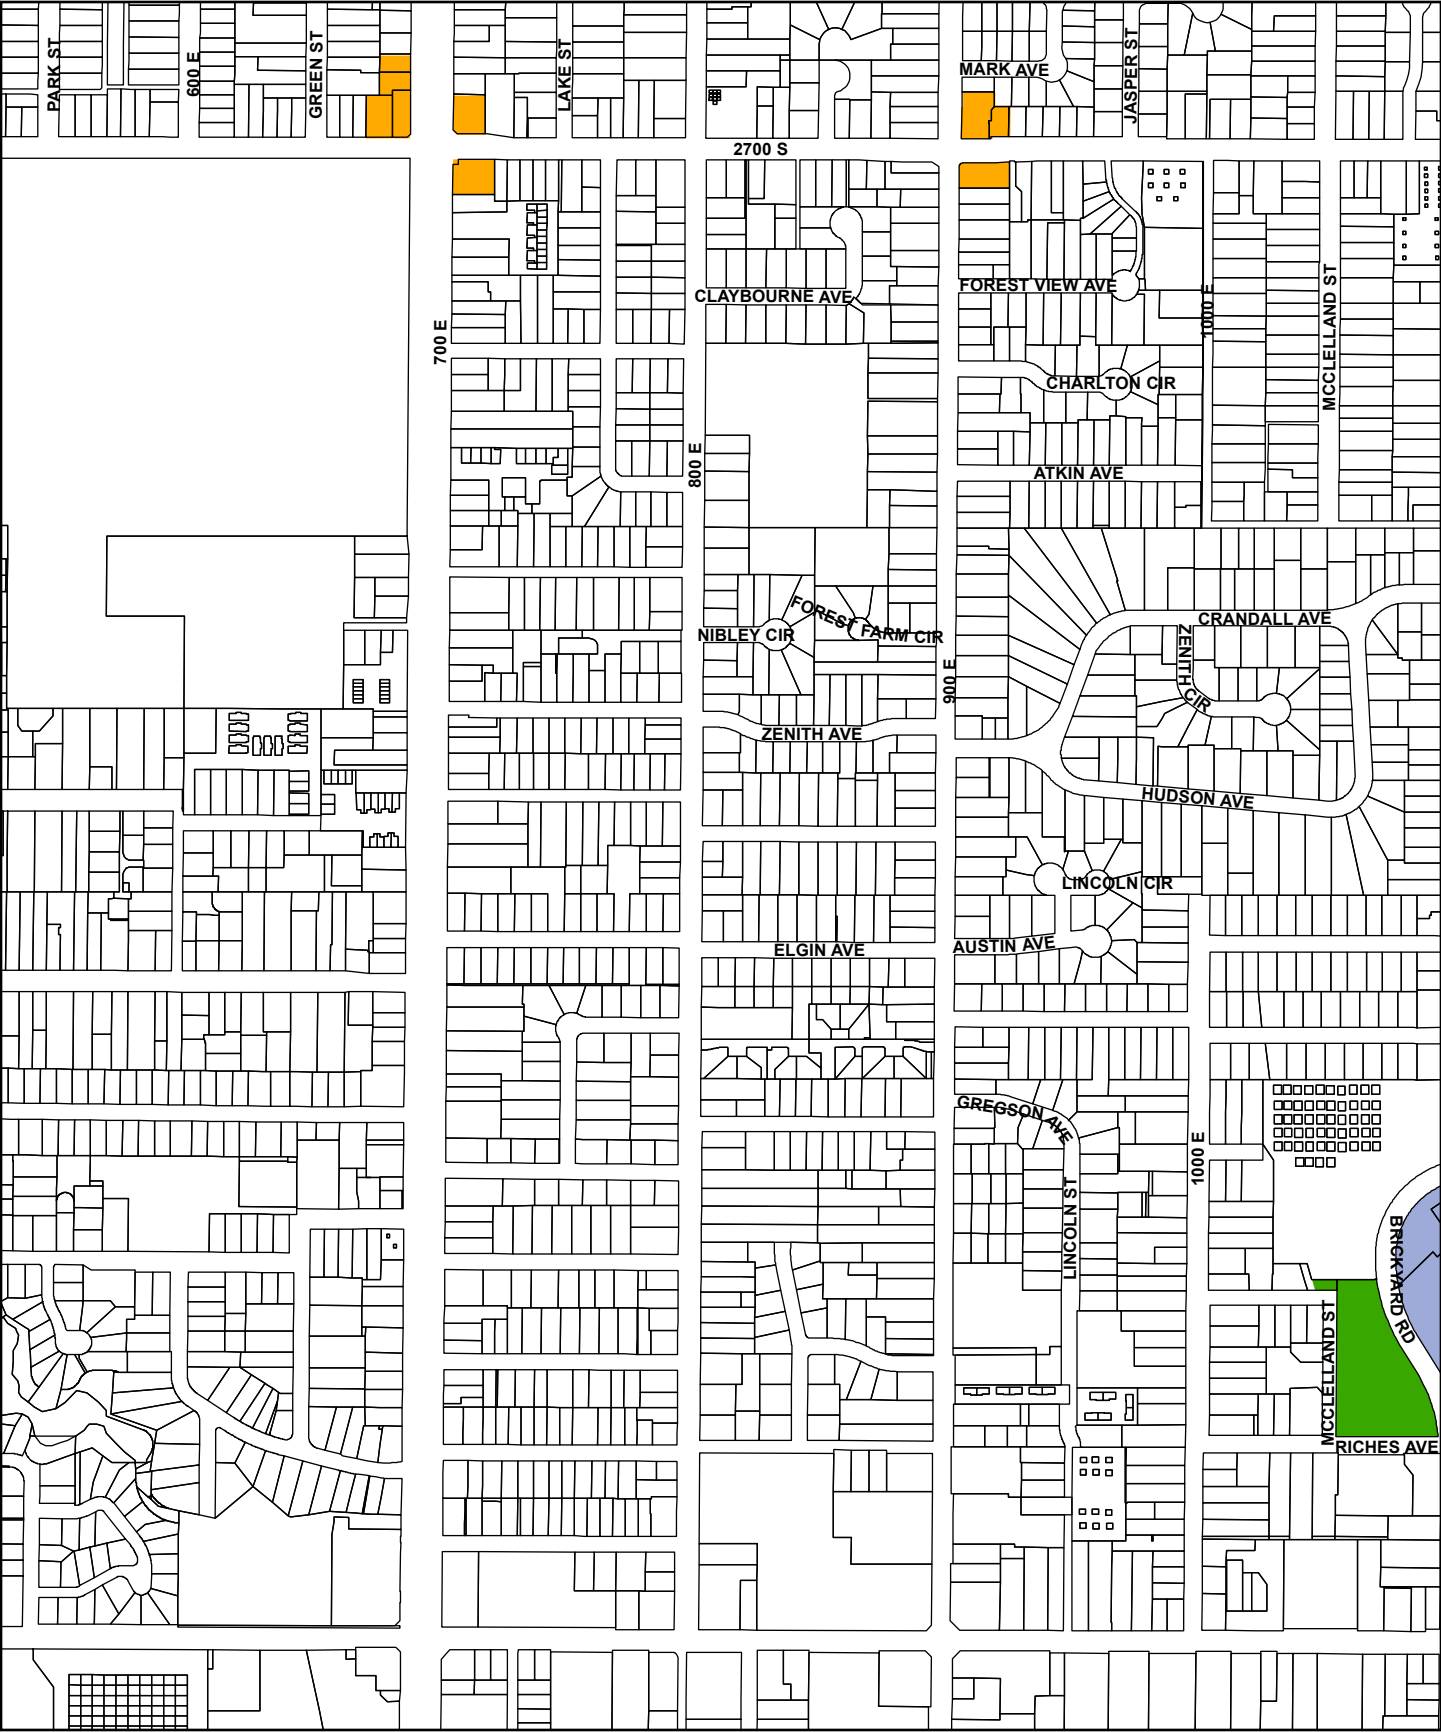 PARK ST
600 E
GREEN ST
LAKE ST
MARK AVE
JASPER ST
2700 S
CLAYBOURNE AVE
FOREST VIEW AVE
1000 E
MCCLELLAND ST
700 E
CHARLTON CIR
800 E
ATKIN AVE
FOREST FARM CIR
NIBLEY CIR
CRANDALL AVE
ZENITH CIR
900 E
ZENITH AVE
HUDSON AVE
LINCOLN CIR
ELGIN AVE
AUSTIN AVE
GREGSON AVE
1000 E
LINCOLN ST
BRICKYARD RD
MCCLELLAND ST
RICHES AVE